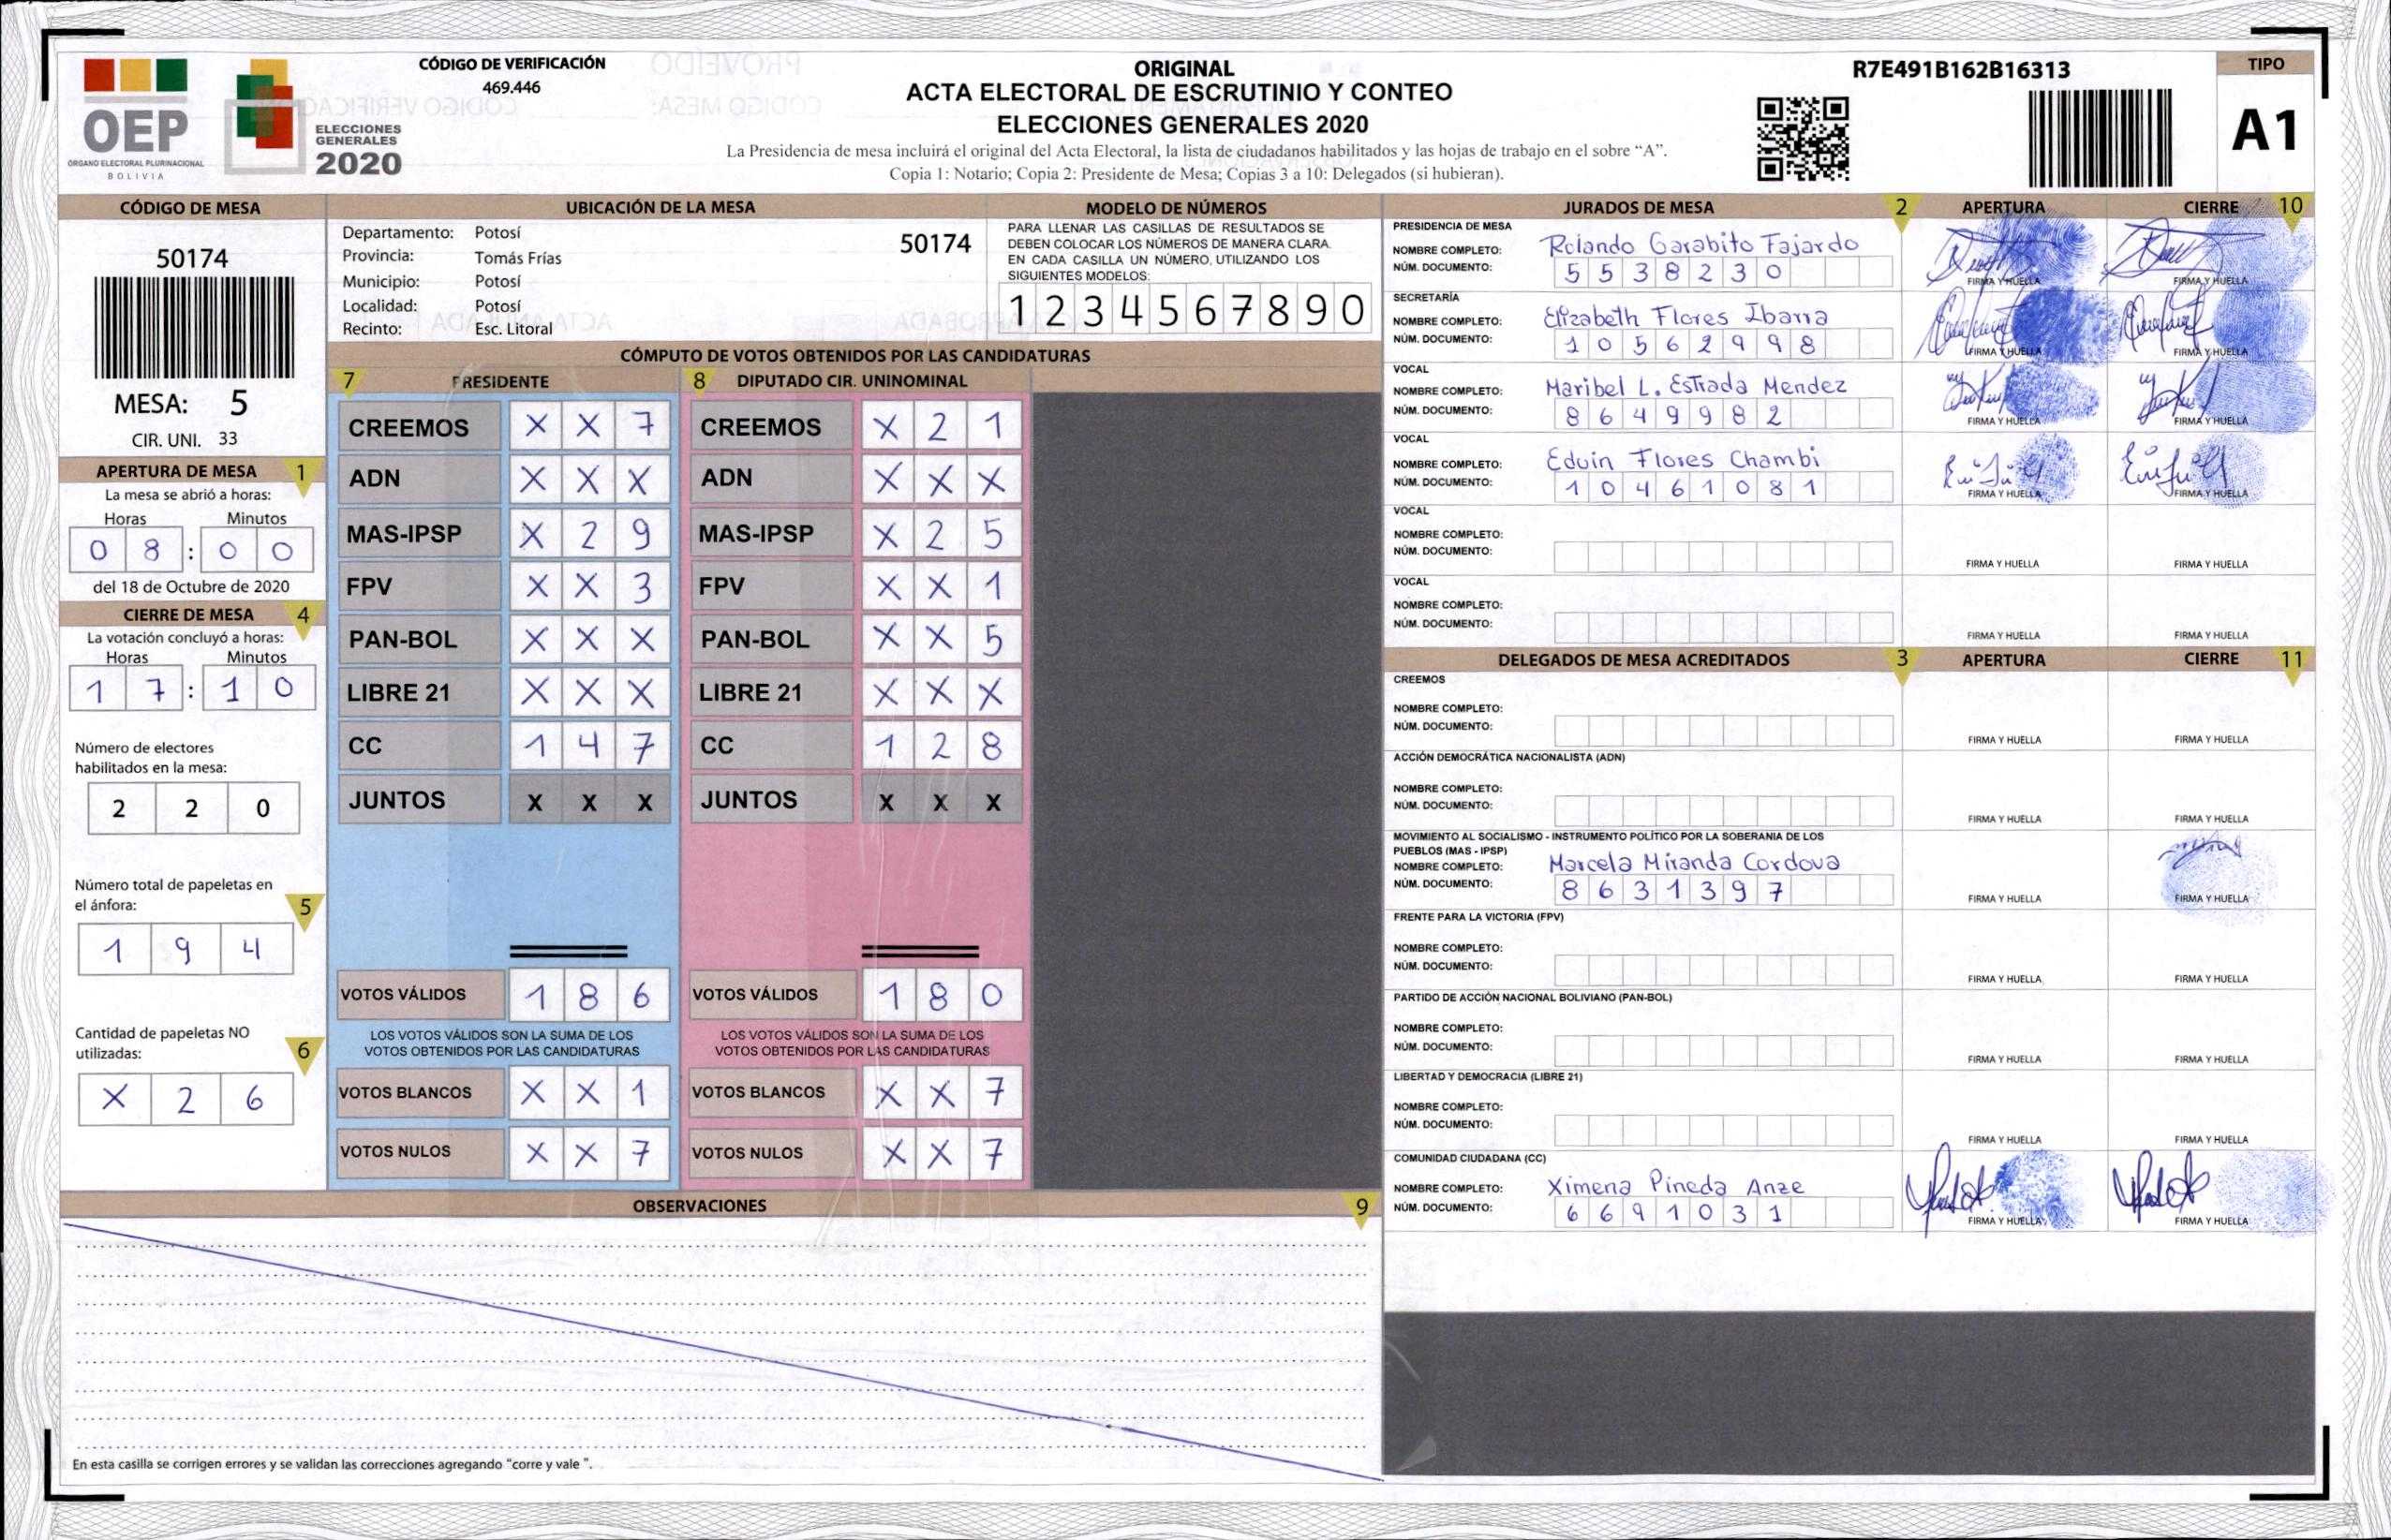 CÓDIGO DE VERIFICACIÓN
469.446
OEP
ÓRGANO ELECTORAL PLURINACIONAL
BOLIVIA
ELECCIONES
GENERALES
2020
ORIGINAL
ACTA ELECTORAL DE ESCRUTINIO Y CONTEO
ELECCIONES GENERALES 2020
La Presidencia de mesa incluirá el original del Acta Electoral, la lista de ciudadanos habilitados y las hojas de trabajo en el sobre “A”.
Copia 1: Notario; Copia 2: Presidente de Mesa; Copias 3 a 10: Delegados (si hubieran).
R7E491B162B16313
TIPO
A1
CÓDIGO DE MESA
50174
MESA: 5
CIR. UNI. 33
APERTURA DE MESA 1
La mesa se abrió a horas:
Horas Minutos
0 8 : 0 0
del 18 de Octubre de 2020
CIERRE DE MESA 4
La votación concluyó a horas:
Horas Minutos
1 7 : 1 0
Número de electores
habilitados en la mesa:
2 2 0
Número total de papeletas en
el ánfora: 5
1 9 4
Cantidad de papeletas NO
utilizadas: 6
X 2 6
UBICACIÓN DE LA MESA
Departamento: Potosí
50174
Provincia: Tomás Frías
Municipio: Potosí
Localidad: Potosí
Recinto: Esc. Litoral
MODELO DE NÚMEROS
PARA LLENAR LAS CASILLAS DE RESULTADOS SE
DEBEN COLOCAR LOS NÚMEROS DE MANERA CLARA.
EN CADA CASILLA UN NÚMERO, UTILIZANDO LOS
SIGUIENTES MODELOS:
1 2 3 4 5 6 7 8 9 0
CÓMPUTO DE VOTOS OBTENIDOS POR LAS CANDIDATURAS
7 PRESIDENTE 8 DIPUTADO CIR. UNINOMINAL
CREEMOS X X 7 CREEMOS X 2 1
ADN X X X ADN X X X
MAS-IPSP X 2 9 MAS-IPSP X 2 5
FPV X X 3 FPV X X 1
PAN-BOL X X X PAN-BOL X X 5
LIBRE 21 X X X LIBRE 21 X X X
CC 1 4 7 CC 1 2 8
JUNTOS X X X JUNTOS X X X
VOTOS VÁLIDOS 1 8 6 VOTOS VÁLIDOS 1 8 0
LOS VOTOS VÁLIDOS SON LA SUMA DE LOS LOS VOTOS VÁLIDOS SON LA SUMA DE LOS
VOTOS OBTENIDOS POR LAS CANDIDATURAS VOTOS OBTENIDOS POR LAS CANDIDATURAS
VOTOS BLANCOS X X 1 VOTOS BLANCOS X X 7
VOTOS NULOS X X 7 VOTOS NULOS X X 7
OBSERVACIONES 9
En esta casilla se corrigen errores y se validan las correcciones agregando “corre y vale ”.
JURADOS DE MESA 2 APERTURA CIERRE 10
PRESIDENCIA DE MESA
NOMBRE COMPLETO: Rolando Garabito Fajardo
NÚM. DOCUMENTO: 5 5 3 8 2 3 0
FIRMA Y HUELLA FIRMA Y HUELLA
SECRETARÍA
NOMBRE COMPLETO: Elizabeth Flores Ibarra
NÚM. DOCUMENTO: 1 0 5 6 2 9 9 8
FIRMA Y HUELLA FIRMA Y HUELLA
VOCAL
NOMBRE COMPLETO: Maribel L. Estrada Mendez
NÚM. DOCUMENTO: 8 6 4 9 9 8 2
FIRMA Y HUELLA FIRMA Y HUELLA
VOCAL
NOMBRE COMPLETO: Eduin Flores Chambi
NÚM. DOCUMENTO: 1 0 4 6 1 0 8 1
FIRMA Y HUELLA FIRMA Y HUELLA
VOCAL
NOMBRE COMPLETO:
NÚM. DOCUMENTO:
FIRMA Y HUELLA FIRMA Y HUELLA
VOCAL
NOMBRE COMPLETO:
NÚM. DOCUMENTO:
FIRMA Y HUELLA FIRMA Y HUELLA
DELEGADOS DE MESA ACREDITADOS 3 APERTURA CIERRE 11
CREEMOS
NOMBRE COMPLETO:
NÚM. DOCUMENTO:
FIRMA Y HUELLA FIRMA Y HUELLA
ACCIÓN DEMOCRÁTICA NACIONALISTA (ADN)
NOMBRE COMPLETO:
NÚM. DOCUMENTO:
FIRMA Y HUELLA FIRMA Y HUELLA
MOVIMIENTO AL SOCIALISMO - INSTRUMENTO POLÍTICO POR LA SOBERANIA DE LOS
PUEBLOS (MAS - IPSP)
NOMBRE COMPLETO: Marcela Miranda Cordova
NÚM. DOCUMENTO: 8 6 3 1 3 9 7
FIRMA Y HUELLA FIRMA Y HUELLA
FRENTE PARA LA VICTORIA (FPV)
NOMBRE COMPLETO:
NÚM. DOCUMENTO:
FIRMA Y HUELLA FIRMA Y HUELLA
PARTIDO DE ACCIÓN NACIONAL BOLIVIANO (PAN-BOL)
NOMBRE COMPLETO:
NÚM. DOCUMENTO:
FIRMA Y HUELLA FIRMA Y HUELLA
LIBERTAD Y DEMOCRACIA (LIBRE 21)
NOMBRE COMPLETO:
NÚM. DOCUMENTO:
FIRMA Y HUELLA FIRMA Y HUELLA
COMUNIDAD CIUDADANA (CC)
NOMBRE COMPLETO: Ximena Pineda Anze
NÚM. DOCUMENTO: 6 6 9 1 0 3 1
FIRMA Y HUELLA FIRMA Y HUELLA